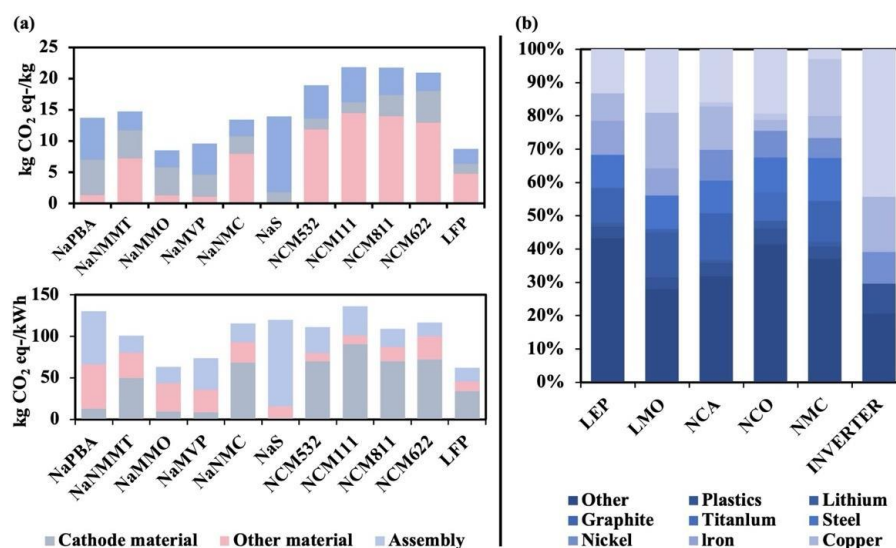 (a)
25
20
15
10
5
0
kg CO2 eq-/kg
NaPBA
NaNMMT
NaMMO
NaMVP
NaNMC
NaS
NCM532
NCM111
NCM811
NCM622
LFP
150
100
50
0
kg CO2 eq-/kWh
NaPBA
NaNMMT
NaMMO
NaMVP
NaNMC
NaS
NCM532
NCM111
NCM811
NCM622
LFP
Cathode material Other material Assembly
(b)
100%
90%
80%
70%
60%
50%
40%
30%
20%
10%
0%
LEP
LMO
NCA
NCO
NMC
INVERTER
Other Plastics Lithium
Graphite Titanlum Steel
Nickel Iron Copper